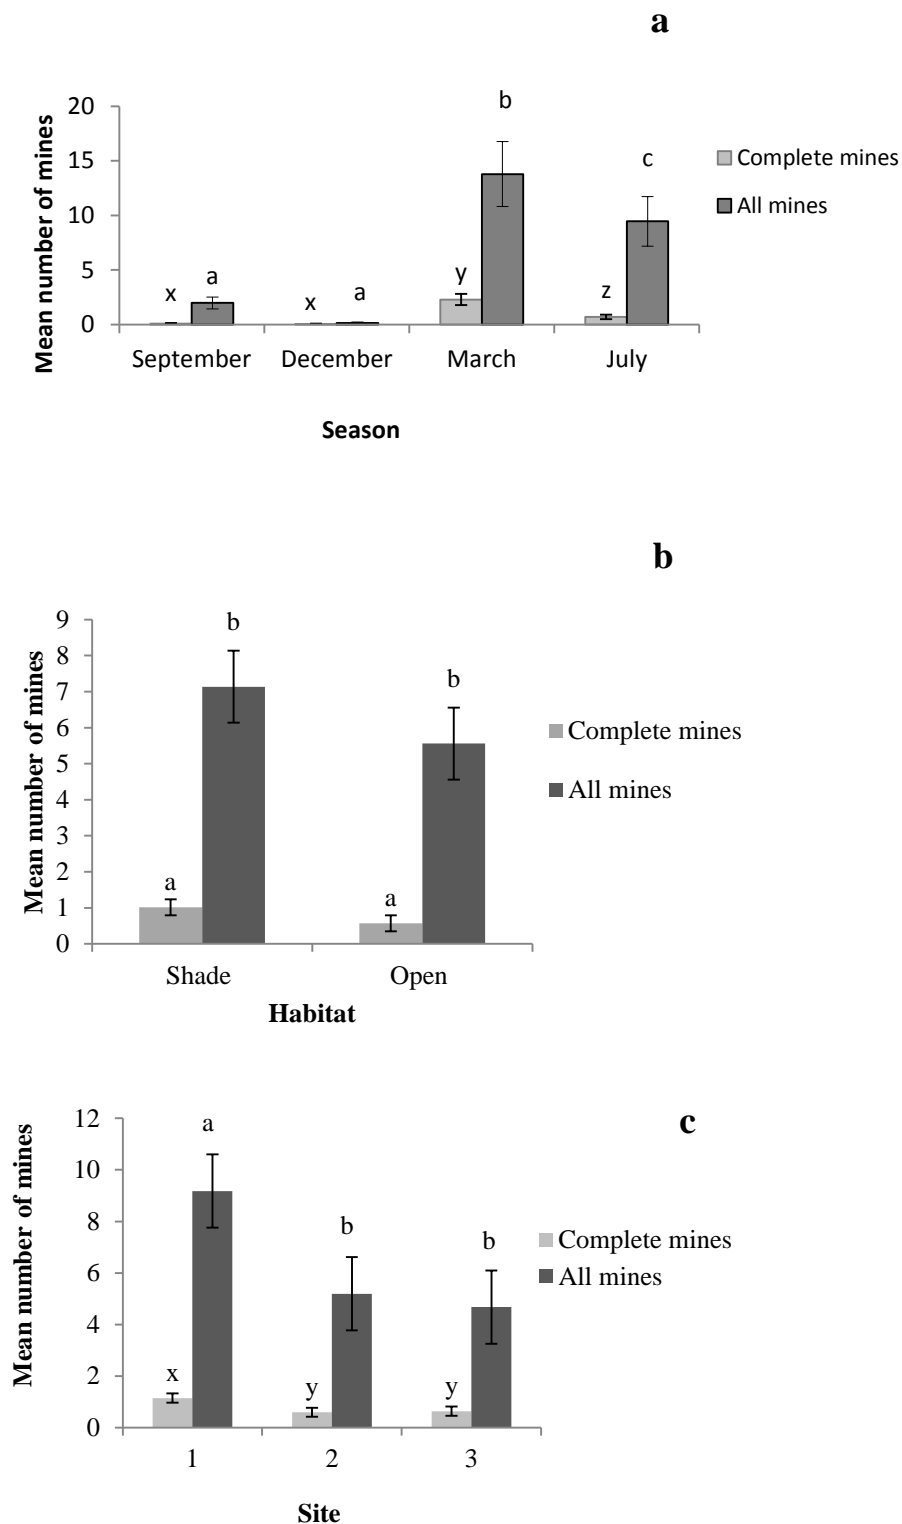 a
Mean number of mines
20
15
10
5
0
x a x a y b z c
September December March July
Season
Complete mines
All mines
b
Mean number of mines
9
8
7
6
5
4
3
2
1
0
a b a b
Shade Open
Habitat
Complete mines
All mines
c
Mean number of mines
12
10
8
6
4
2
0
x a y b y b
1 2 3
Site
Complete mines
All mines